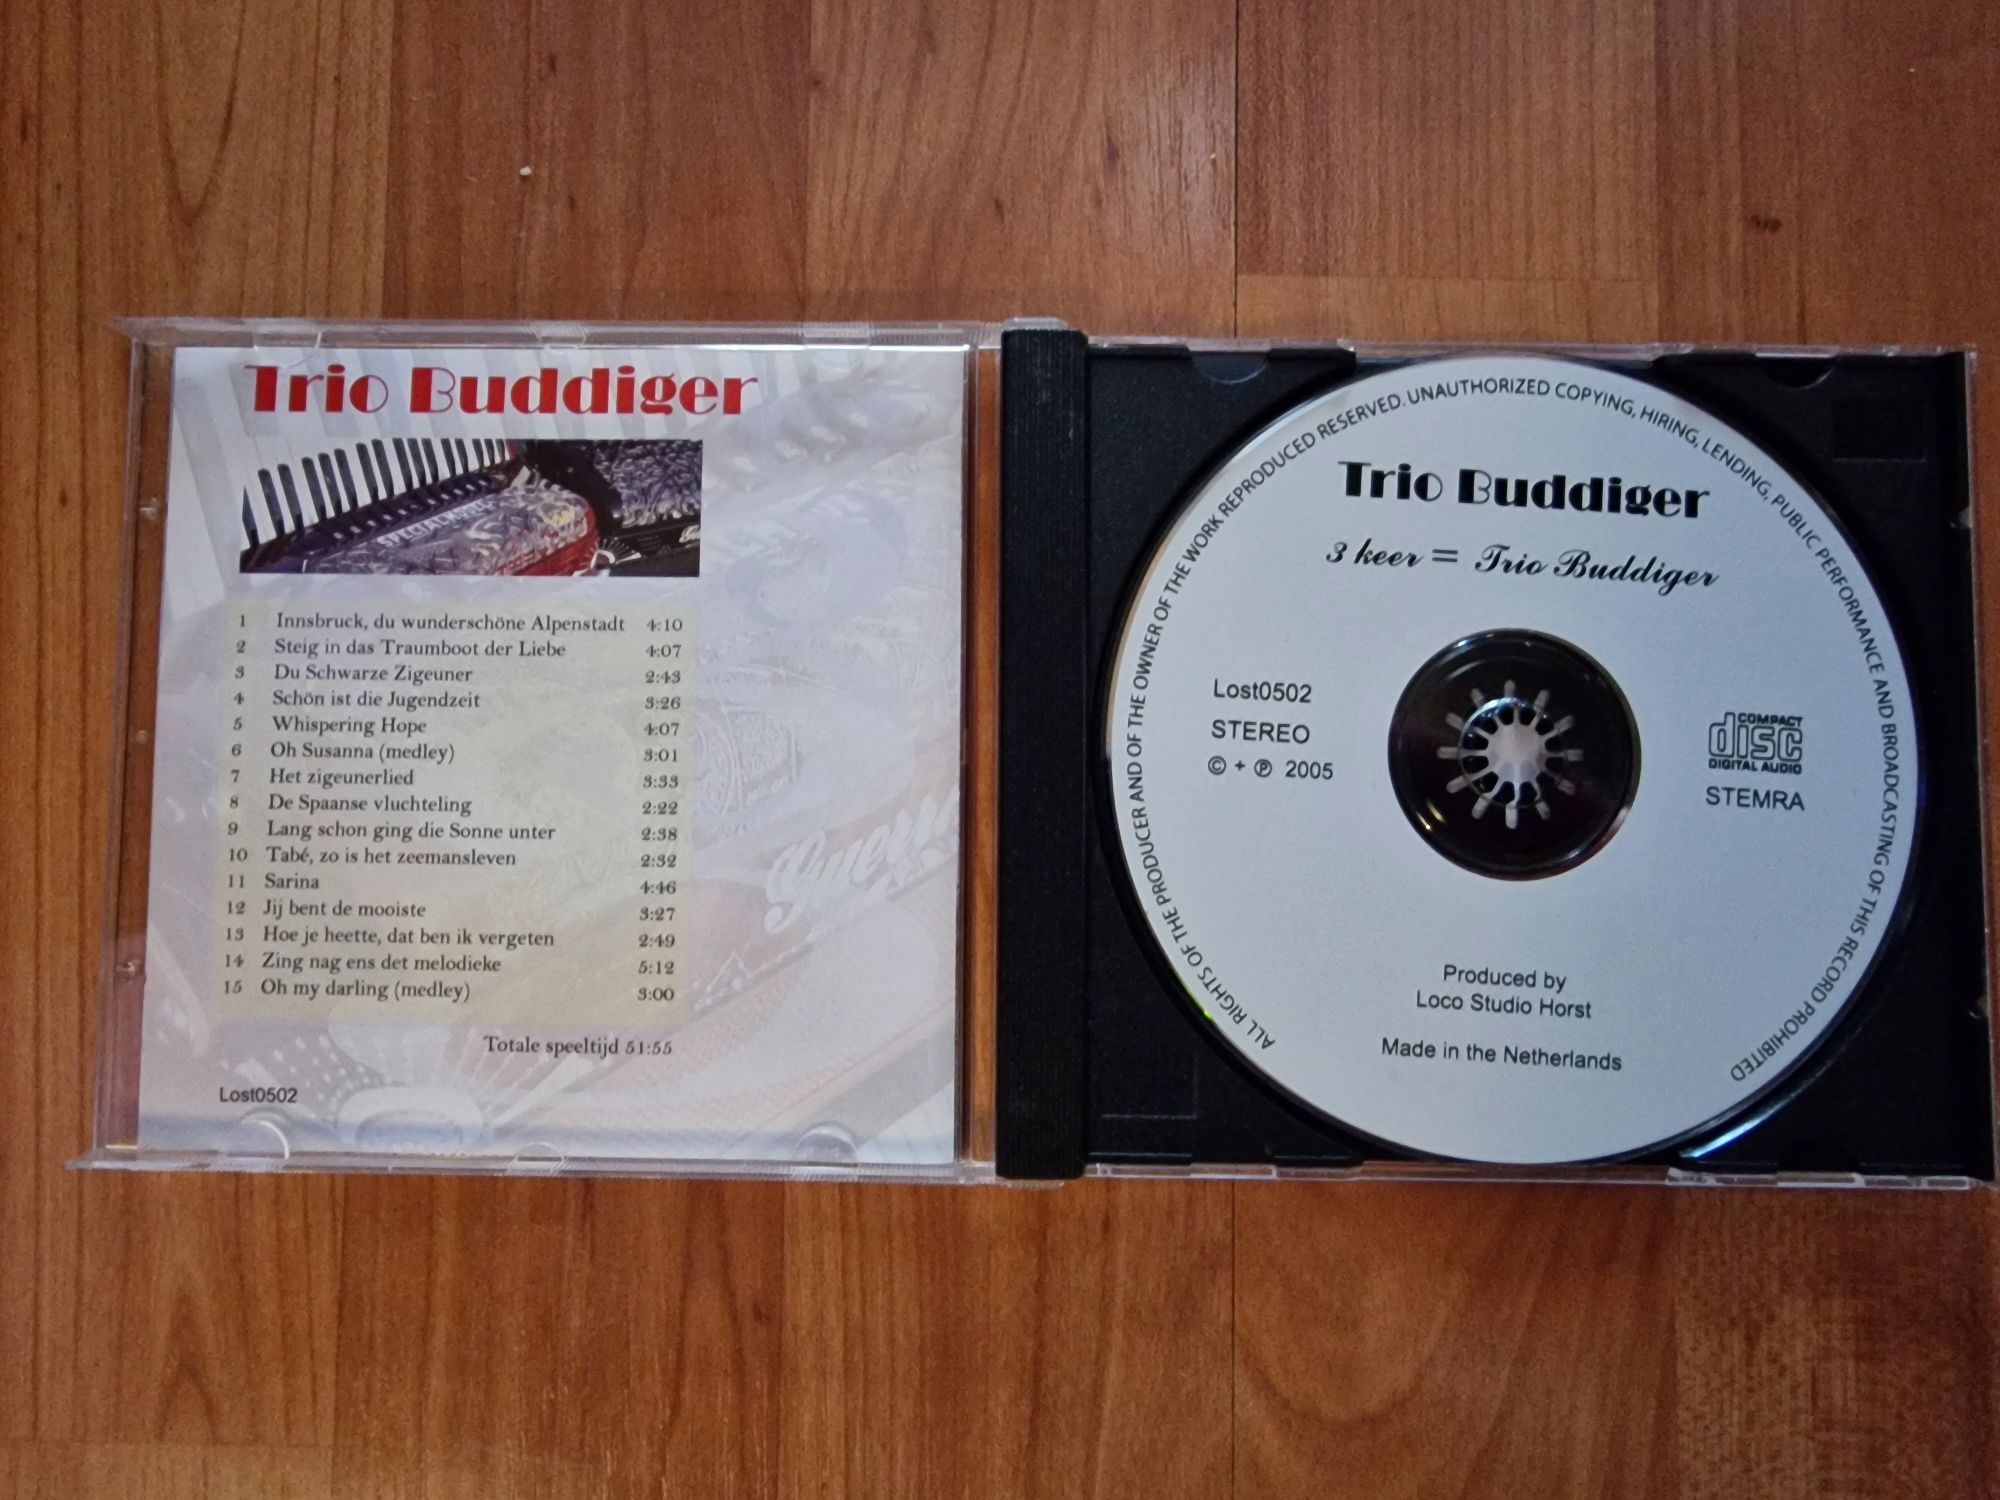 Trio Buddiger
SPECIAL
1 Innsbruck, du wunderschöne Alpenstadt 4:10
2 Steig in das Traumboot der Liebe 4:07
3 Du Schwarze Zigeuner 2:43
4 Schön ist die Jugendzeit 3:26
5 Whispering Hope 4:07
6 Oh Susanna (medley) 3:01
7 Het zigeunerlied 3:33
8 De Spaanse vluchteling 2:22
9 Lang schon ging die Sonne unter 2:38
10 Tabé, zo is het zeemansleven 2:32
11 Sarina 4:46
12 Jij bent de mooiste 3:27
13 Hoe je heette, dat ben ik vergeten 2:49
14 Zing nag ens det melodieke 5:12
15 Oh my darling (medley) 3:00
Totale speeltijd 51:55
Lost0502
ALL RIGHTS OF THE PRODUCER AND OF THE OWNER OF THE WORK REPRODUCED RESERVED. UNAUTHORIZED COPYING, HIRING, LENDING, PUBLIC PERFORMANCE AND BROADCASTING OF THIS RECORD PROHIBITED
Trio Buddiger
3 keer = Trio Buddiger
Lost0502
STEREO
© + ℗ 2005
COMPACT
disc
DIGITAL AUDIO
STEMRA
Produced by
Loco Studio Horst
Made in the Netherlands